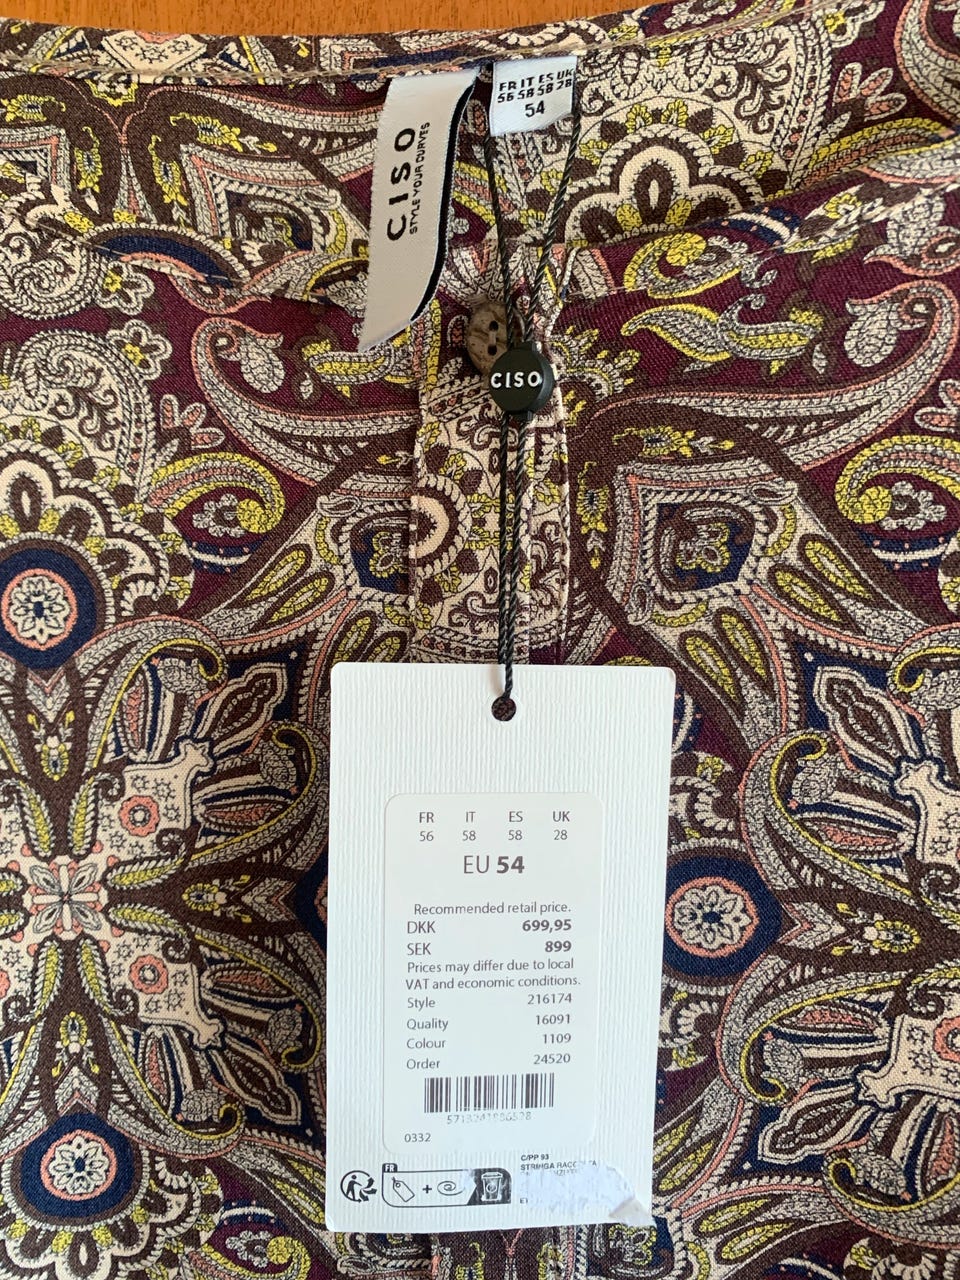 CISO
STYLE YOUR CURVES
FR IT ES UK
56 58 58 28
54
CISO
FR IT ES UK
56 58 58 28
EU 54
Recommended retail price.
DKK 699,95
SEK 899
Prices may differ due to local
VAT and economic conditions.
Style 216174
Quality 16091
Colour 1109
Order 24520
0332
C/PP 93
FR
+